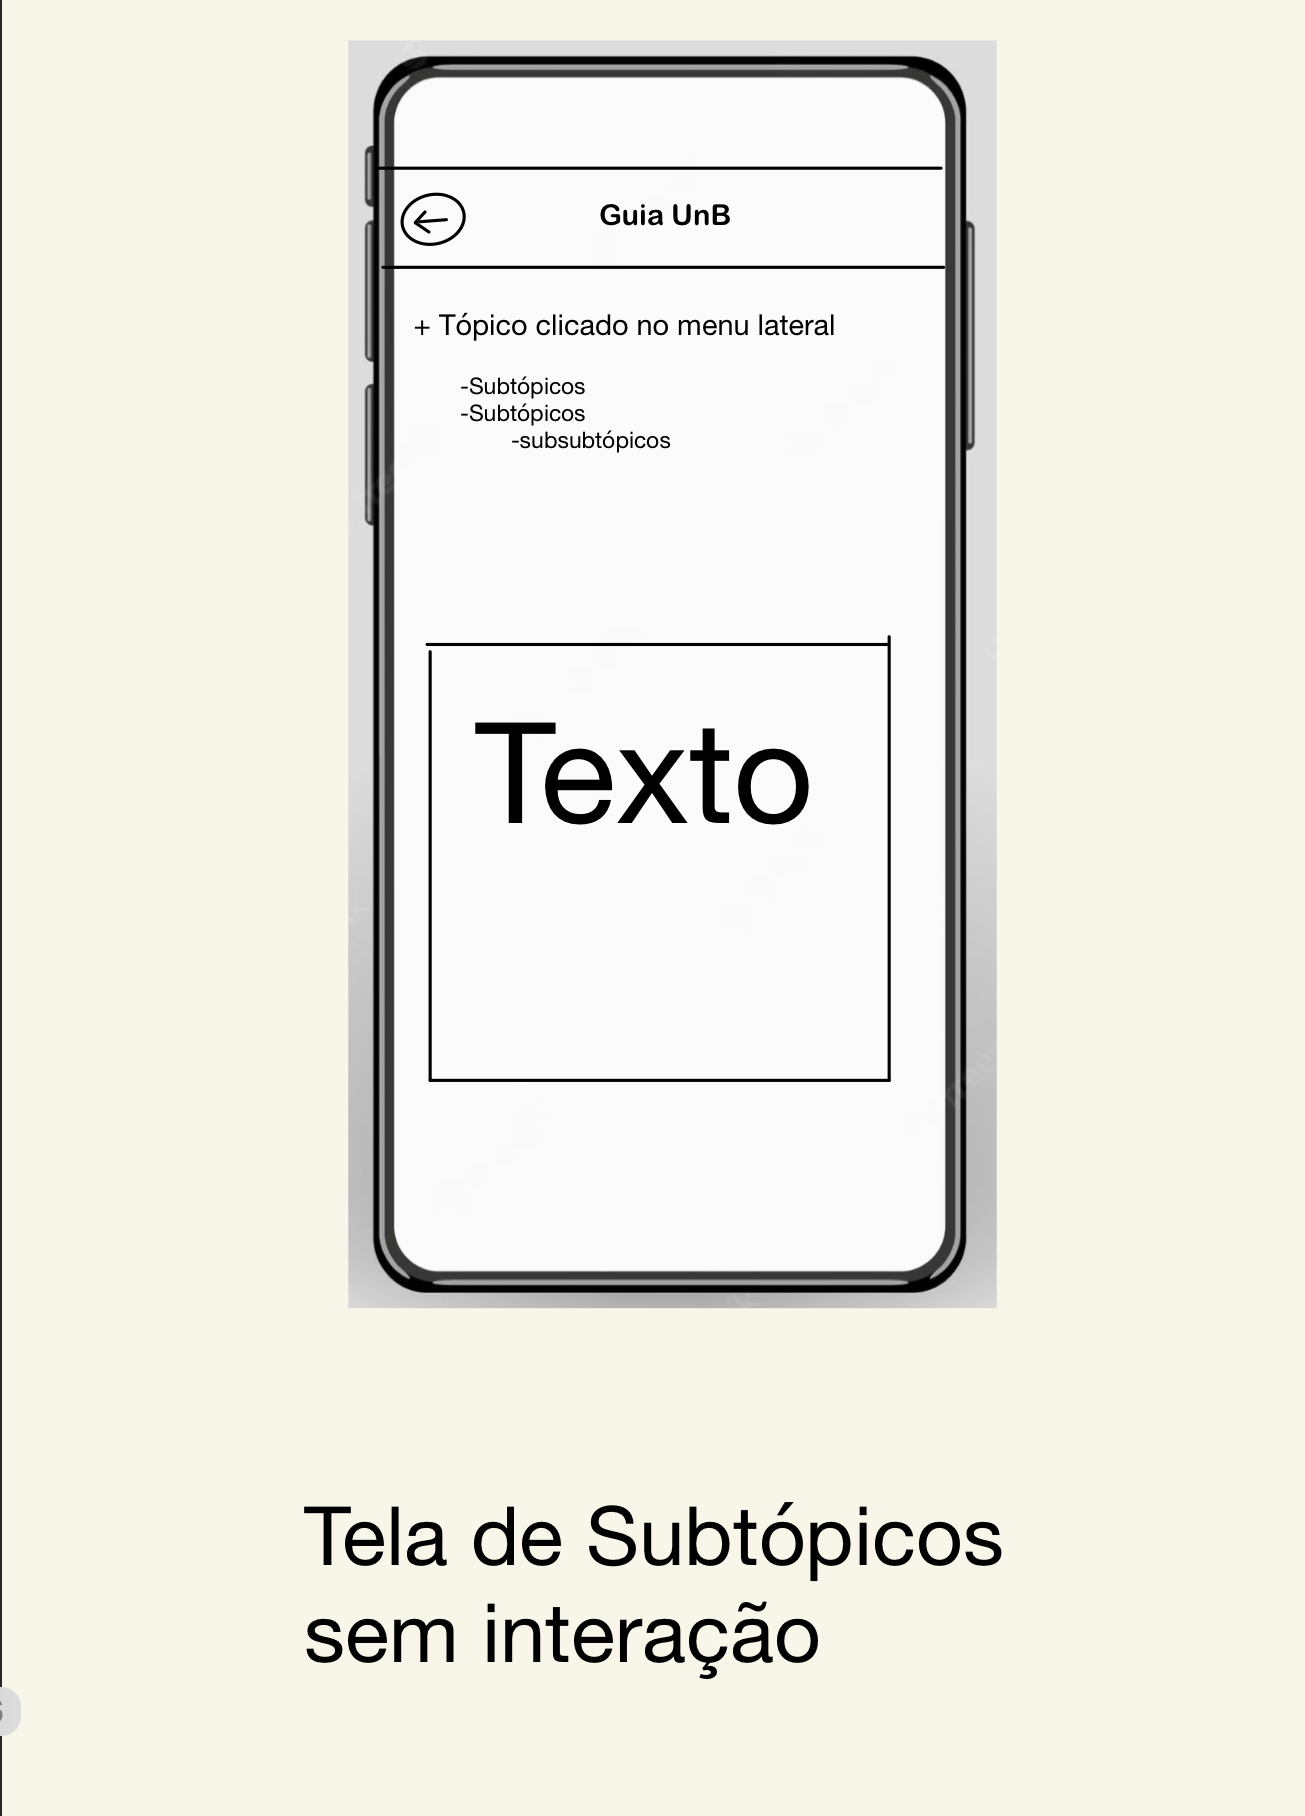 Guia UnB
+ Tópico clicado no menu lateral
-Subtópicos
-Subtópicos
-subsubtópicos
Texto
Tela de Subtópicos
sem interação